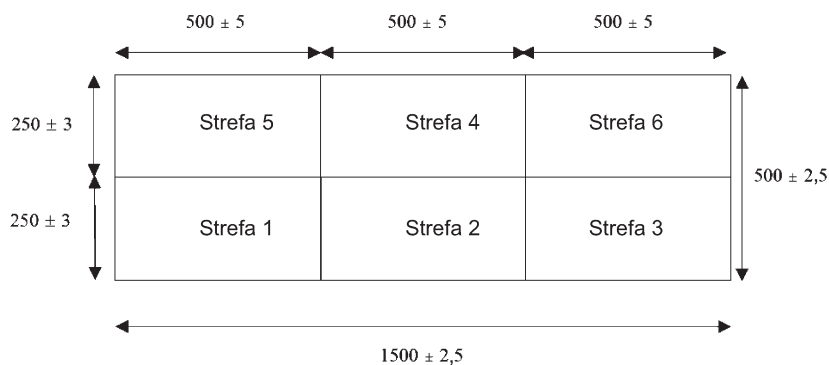 500 ± 5 500 ± 5 500 ± 5
Strefa 5 Strefa 4 Strefa 6
250 ± 3
500 ± 2,5
250 ± 3
Strefa 1 Strefa 2 Strefa 3
1500 ± 2,5